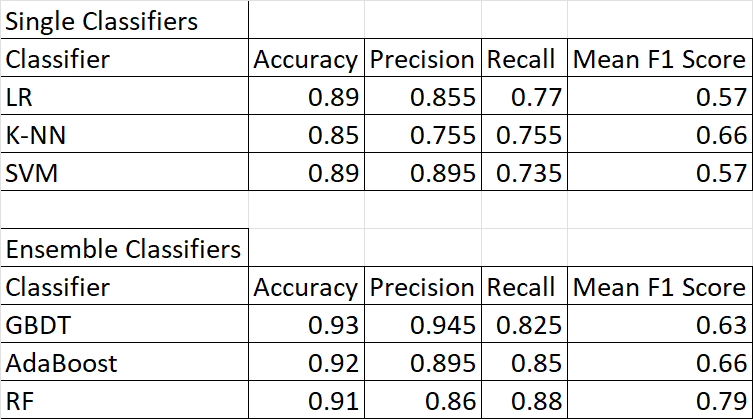 Single Classifiers
Classifier Accuracy Precision Recall Mean F1 Score
LR 0.89 0.855 0.77 0.57
K-NN 0.85 0.755 0.755 0.66
SVM 0.89 0.895 0.735 0.57
Ensemble Classifiers
Classifier Accuracy Precision Recall Mean F1 Score
GBDT 0.93 0.945 0.825 0.63
AdaBoost 0.92 0.895 0.85 0.66
RF 0.91 0.86 0.88 0.79